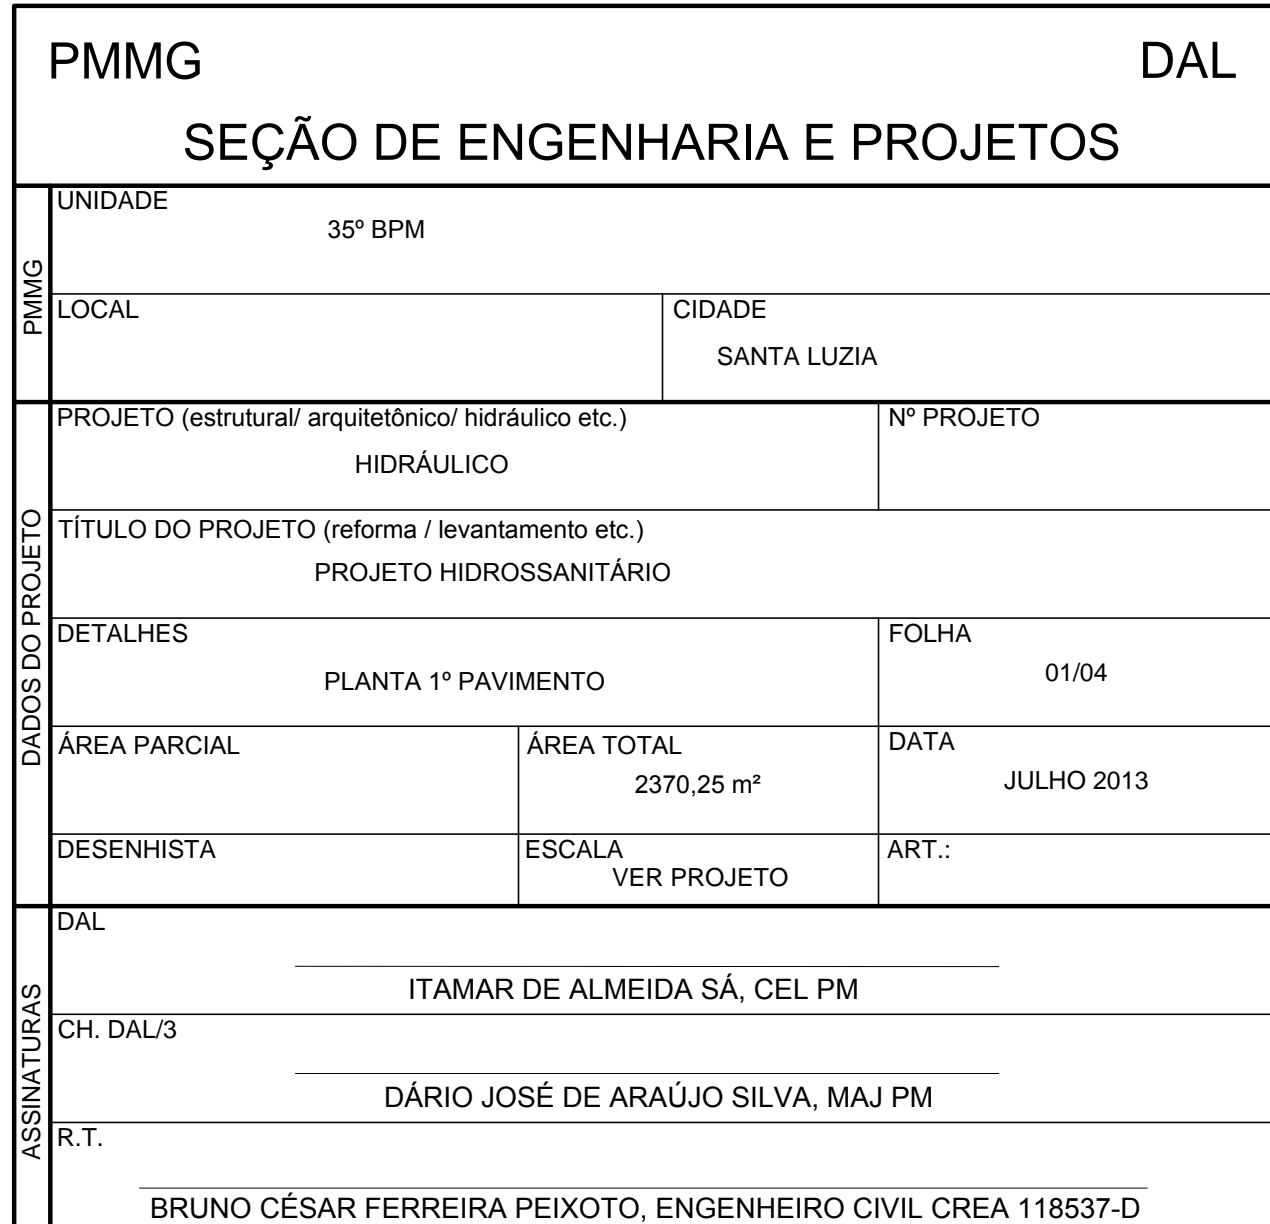 PMMG DAL
SEÇÃO DE ENGENHARIA E PROJETOS
PMMG
UNIDADE
35º BPM
LOCAL
CIDADE
SANTA LUZIA
DADOS DO PROJETO
PROJETO (estrutural/ arquitetônico/ hidráulico etc.)
HIDRÁULICO
Nº PROJETO
TÍTULO DO PROJETO (reforma / levantamento etc.)
PROJETO HIDROSSANITÁRIO
DETALHES
PLANTA 1º PAVIMENTO
FOLHA
01/04
ÁREA PARCIAL
ÁREA TOTAL
2370,25 m²
DATA
JULHO 2013
DESENHISTA
ESCALA
VER PROJETO
ART.:
ASSINATURAS
DAL
ITAMAR DE ALMEIDA SÁ, CEL PM
CH. DAL/3
DÁRIO JOSÉ DE ARAÚJO SILVA, MAJ PM
R.T.
BRUNO CÉSAR FERREIRA PEIXOTO, ENGENHEIRO CIVIL CREA 118537-D